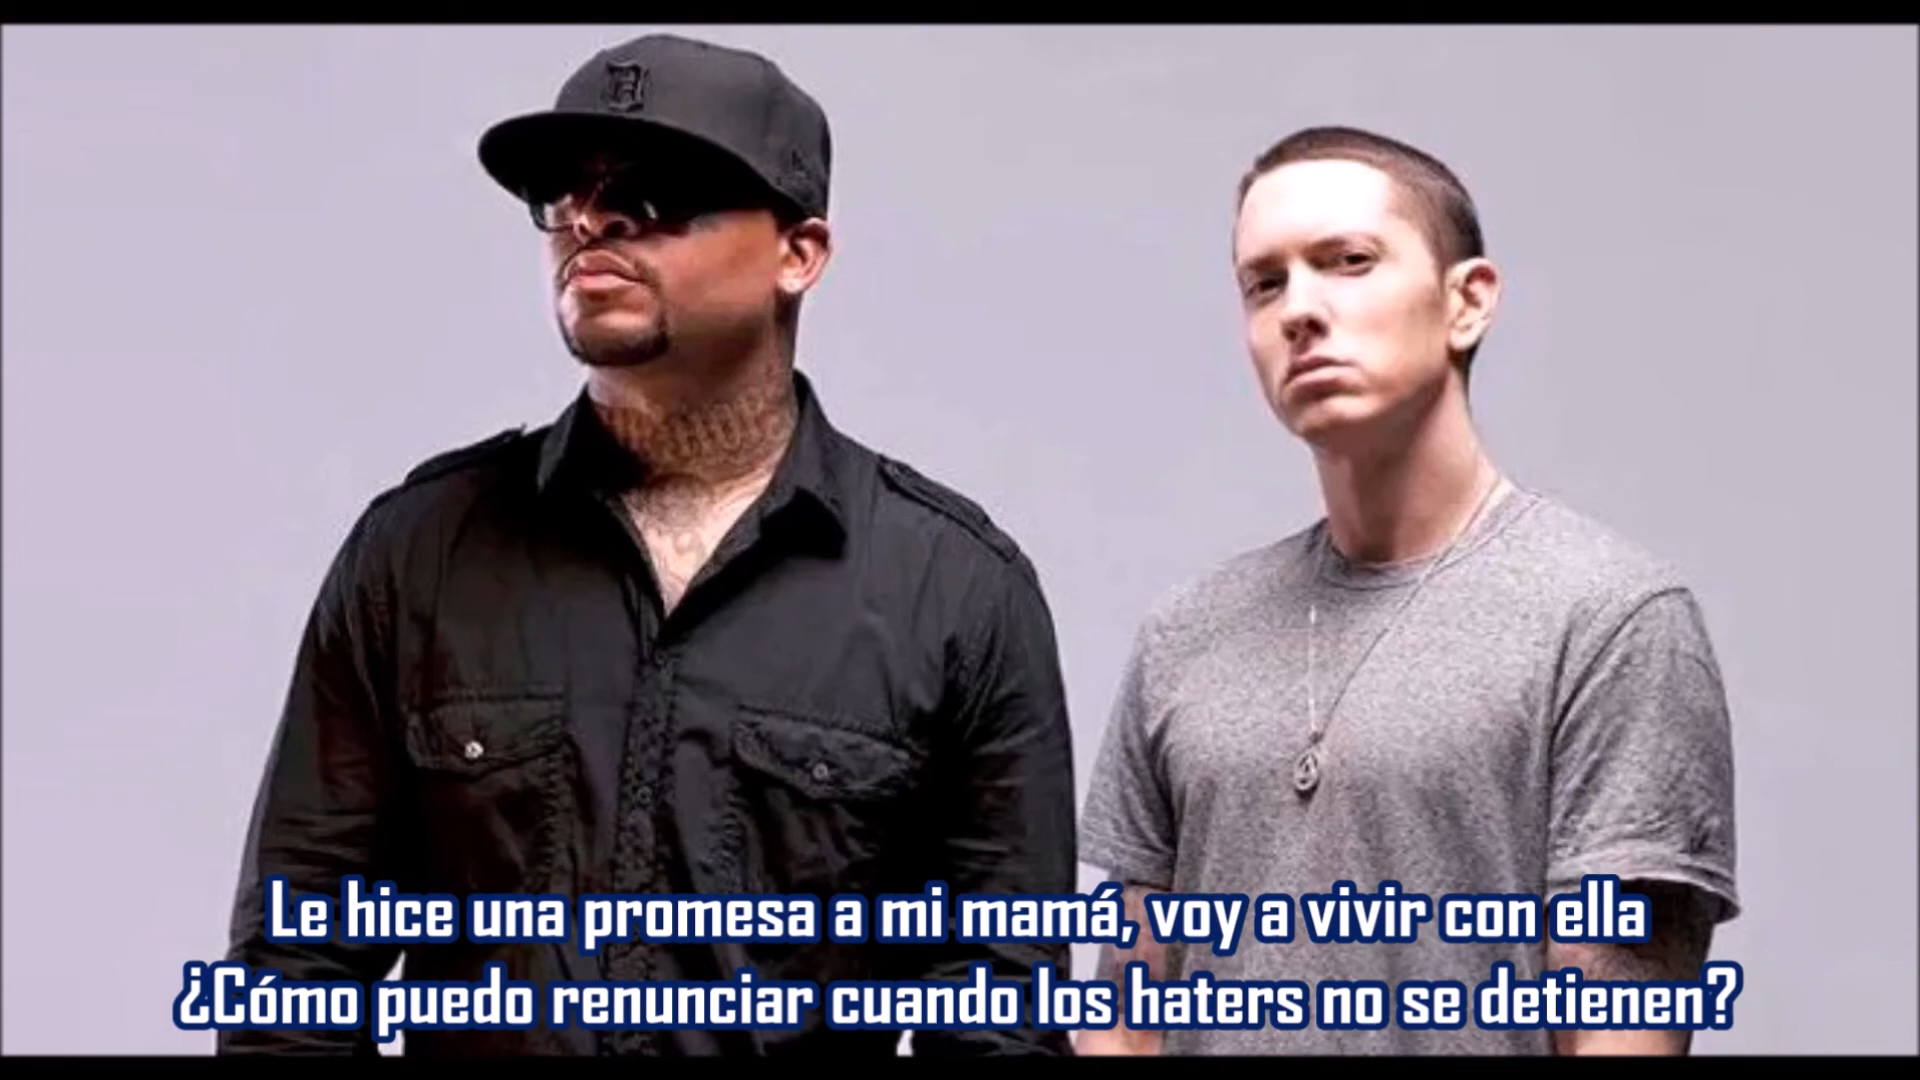 Le hice una promesa a mi mamá, voy a vivir con ella
¿Cómo puedo renunciar cuando los haters no se detienen?